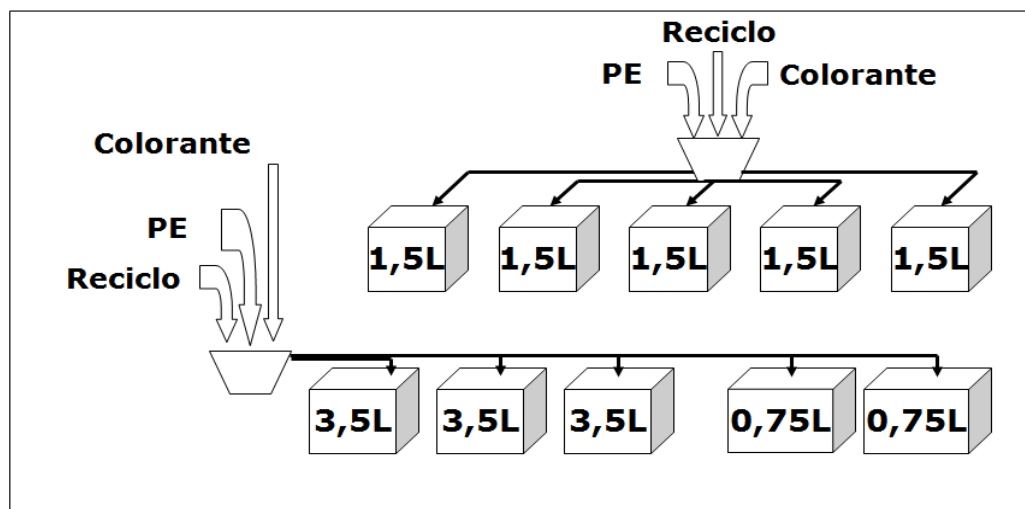 Reciclo
PE
Colorante
Colorante
PE
Reciclo
1,5L 1,5L 1,5L 1,5L 1,5L
3,5L 3,5L 3,5L 0,75L 0,75L